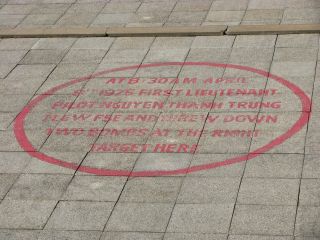 AT 8:30 AM APRIL
8TH 1975 FIRST LIEUTENANT
PILOT NGUYEN THANH TRUNG
FLEW F5E AND THREW DOWN
TWO BOMBS AT THE RIGHT
TARGET HERE